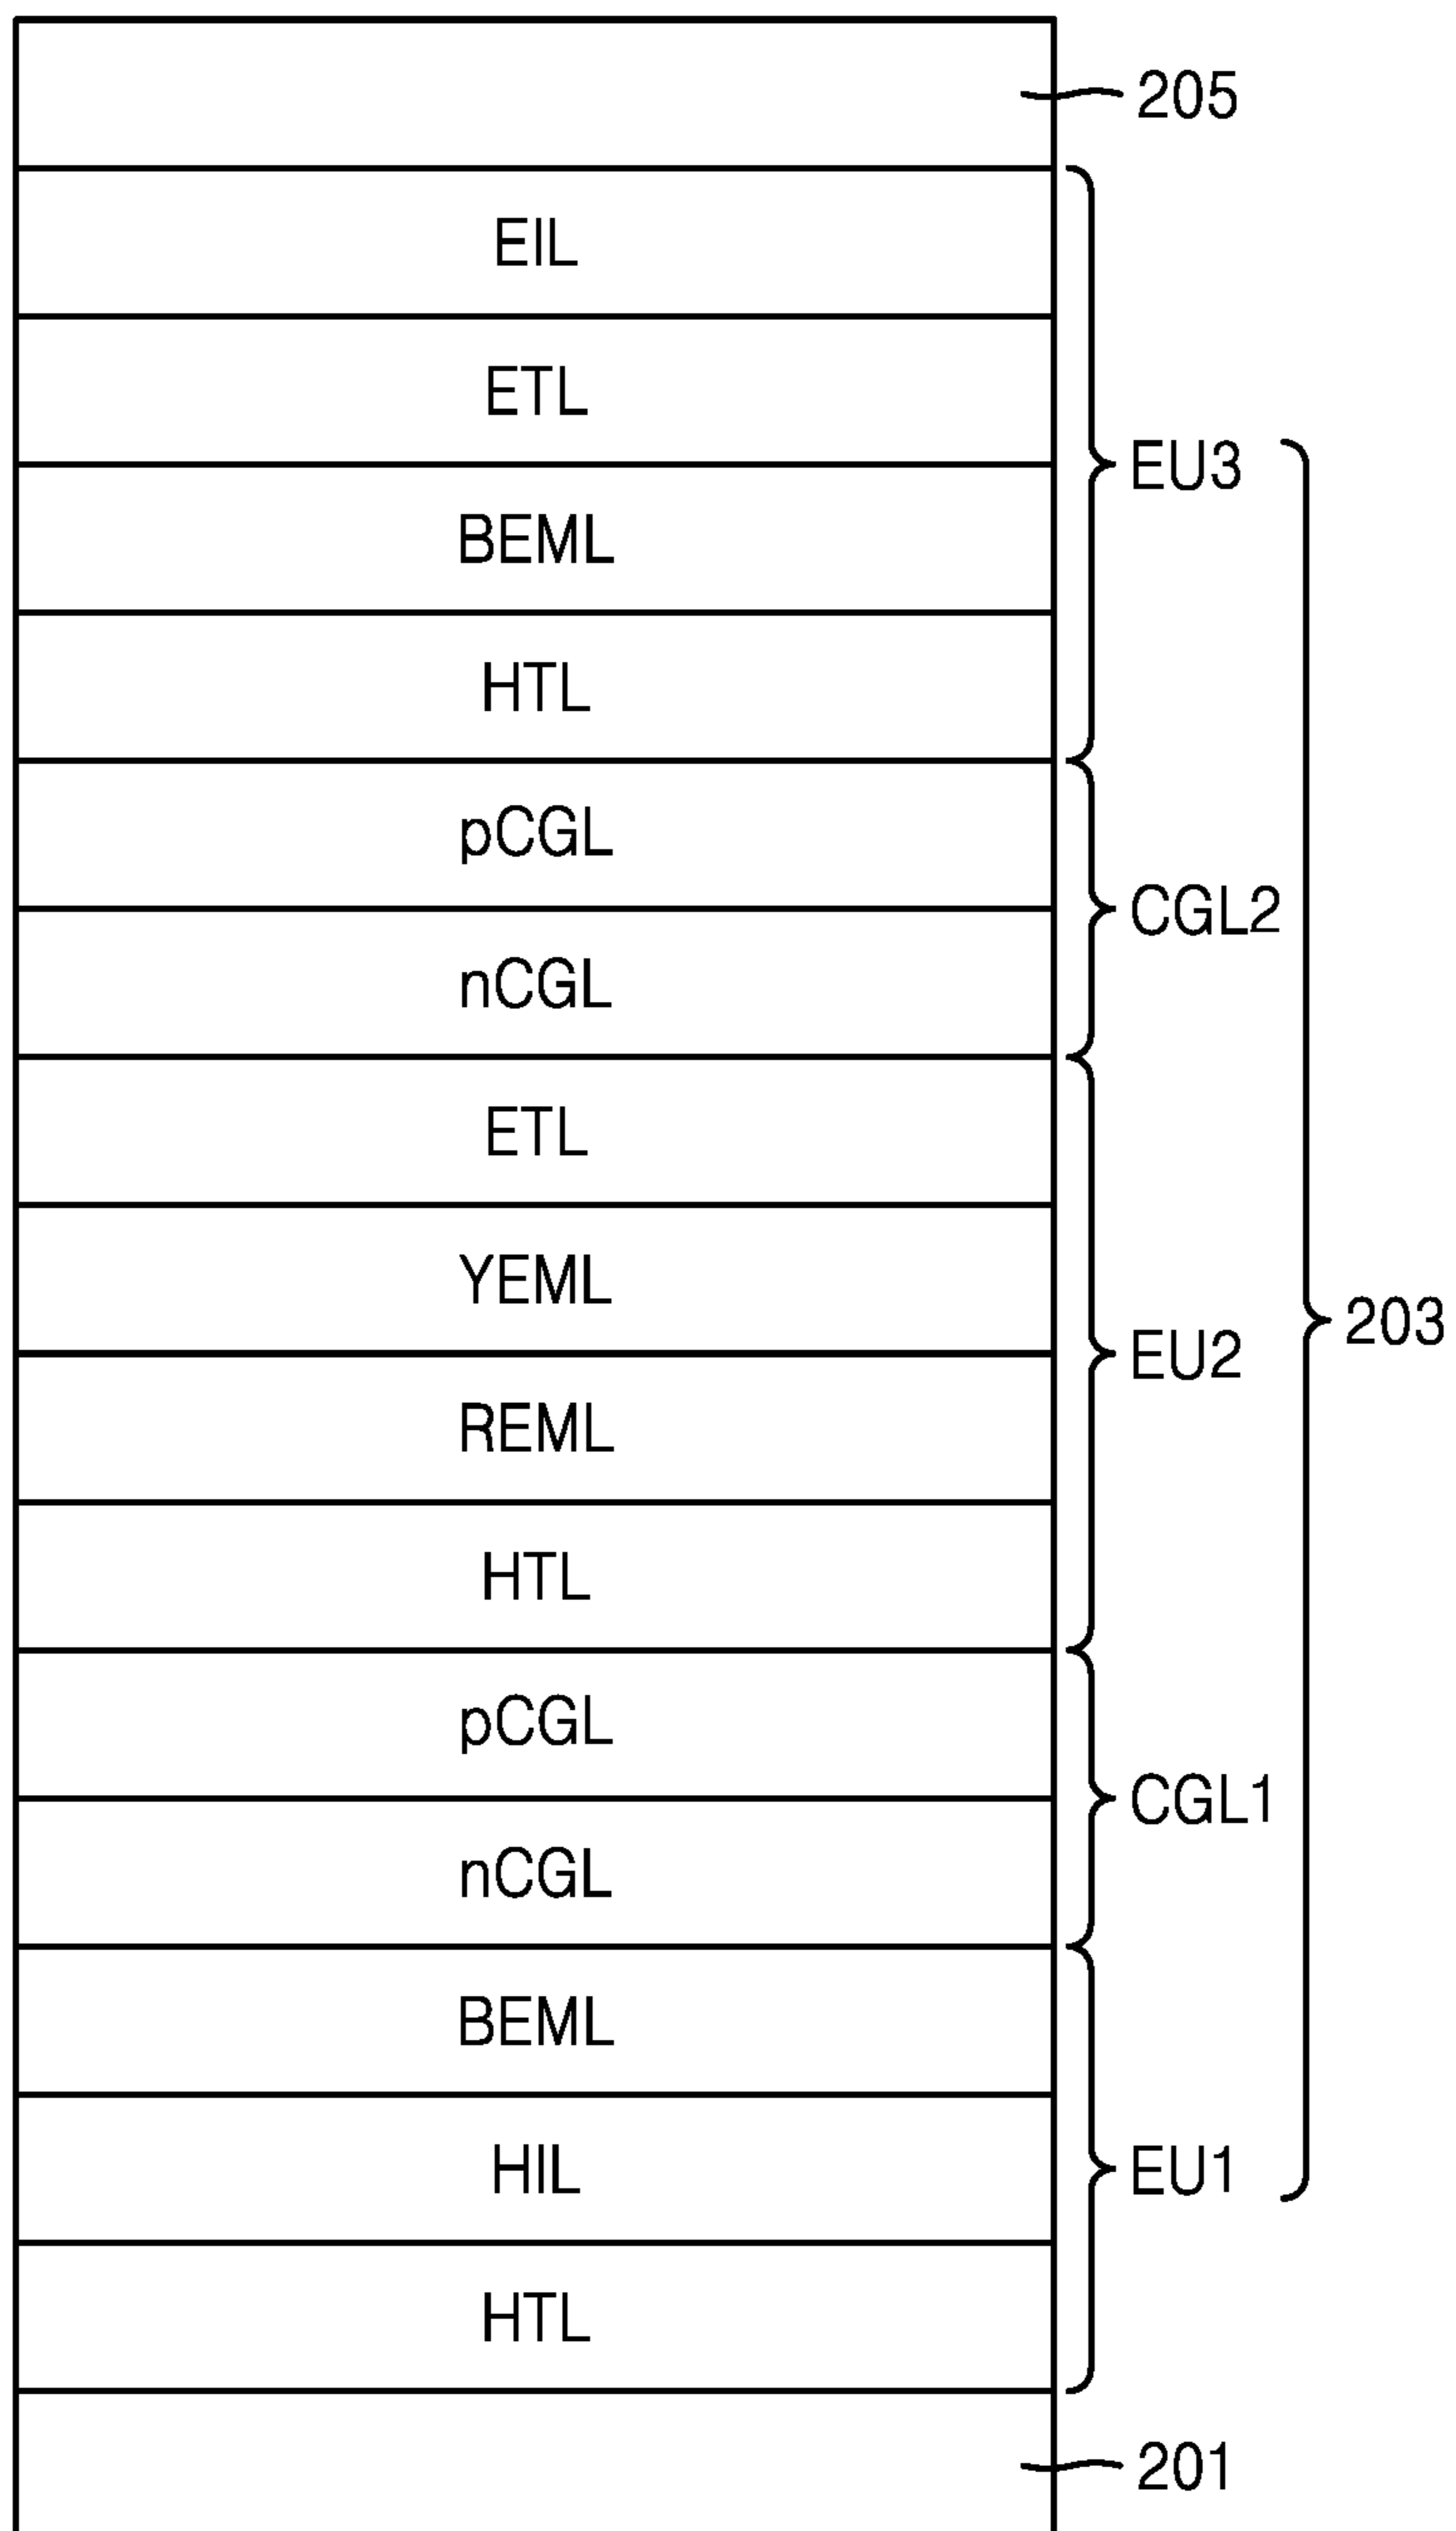 205
EIL
ETL
EU3
BEML
HTL
pCGL
CGL2
nCGL
ETL
YEML
203
EU2
REML
HTL
pCGL
CGL1
nCGL
BEML
HIL
EU1
HTL
201